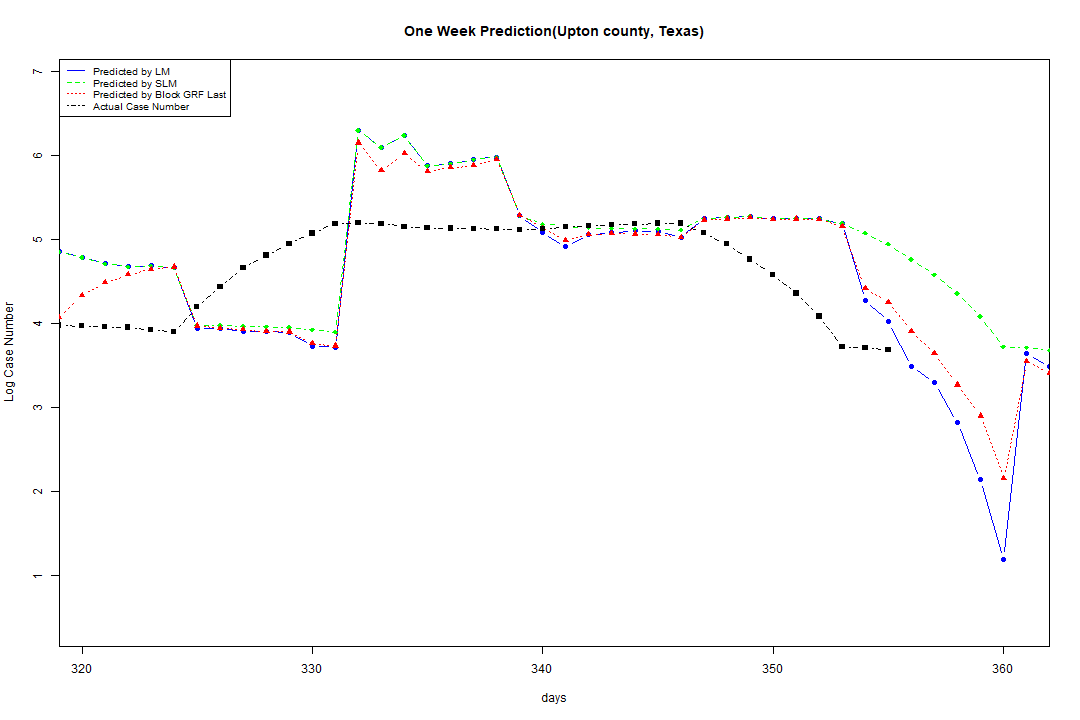 One Week Prediction(Upton county, Texas)
Predicted by LM
Predicted by SLM
Predicted by Block GRF Last
Actual Case Number
7
6
5
4
3
2
1
Log Case Number
320 330 340 350 360
days